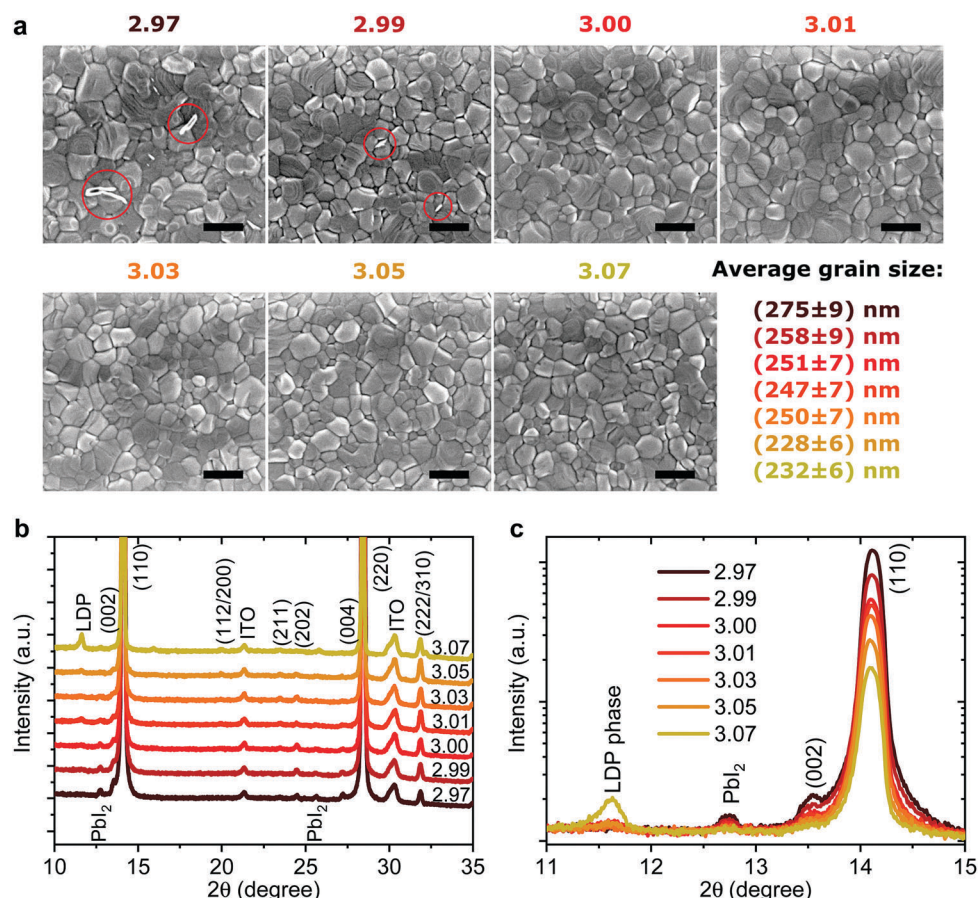 a
2.97 2.99 3.00 3.01
3.03 3.05 3.07
Average grain size:
(275±9) nm
(258±9) nm
(251±7) nm
(247±7) nm
(250±7) nm
(228±6) nm
(232±6) nm
b
Intensity (a.u.)
LDP
(002)
(110)
(112/200)
ITO
(211)
(202)
(004)
(220)
ITO
(222/310)
3.07
3.05
3.03
3.01
3.00
2.99
2.97
PbI₂
PbI₂
10 15 20 25 30 35
2θ (degree)
c
Intensity (a.u.)
2.97
2.99
3.00
3.01
3.03
3.05
3.07
LDP phase
PbI₂
(002)
(110)
11 12 13 14 15
2θ (degree)